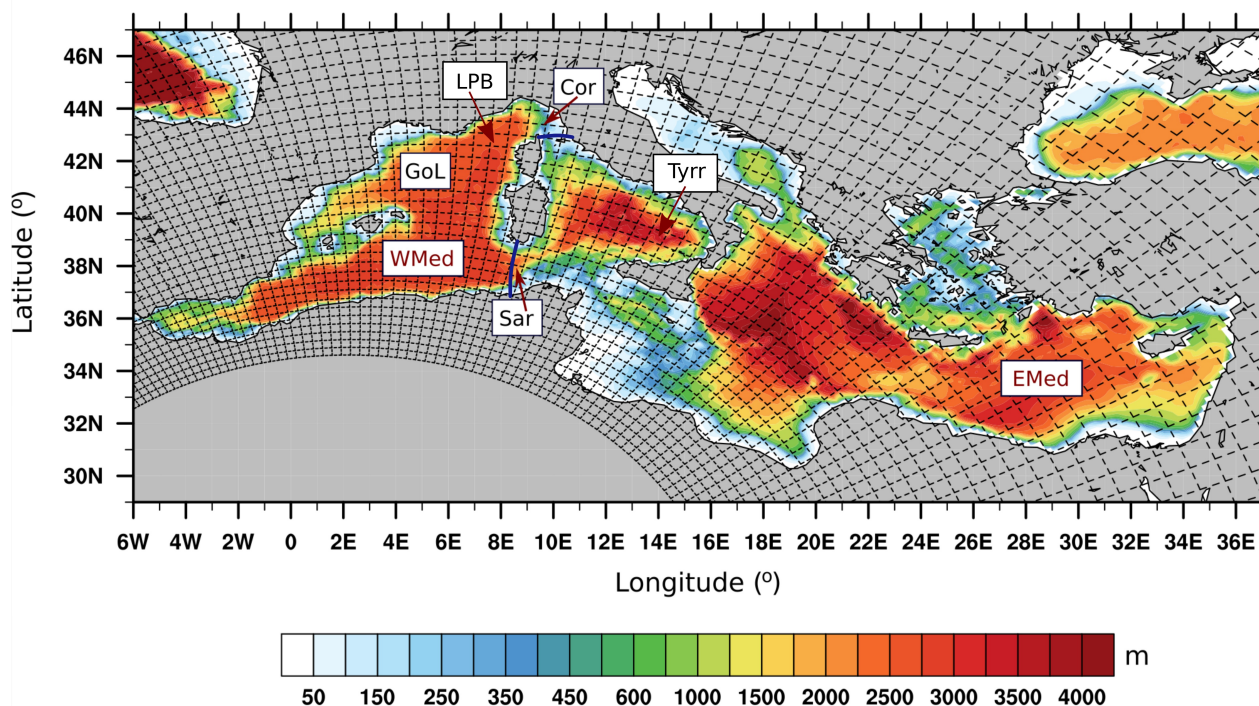 46N
44N
42N
40N
38N
36N
34N
32N
30N
Latitude (º)
LPB
Cor
GoL
Tyrr
WMed
Sar
EMed
6W 4W 2W 0 2E 4E 6E 8E 10E 12E 14E 16E 18E 20E 22E 24E 26E 28E 30E 32E 34E 36E
Longitude (º)
m
50 150 250 350 450 600 1000 1500 2000 2500 3000 3500 4000